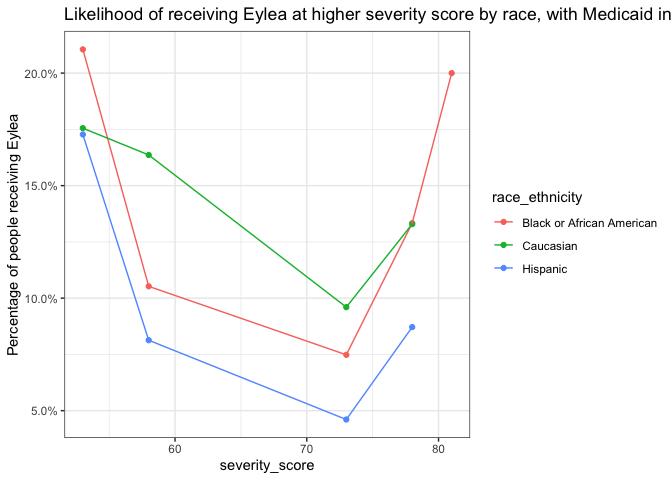 Likelihood of receiving Eylea at higher severity score by race, with Medicaid in
Percentage of people receiving Eylea
20.0%
15.0%
10.0%
5.0%
60
70
80
severity_score
race_ethnicity
Black or African American
Caucasian
Hispanic